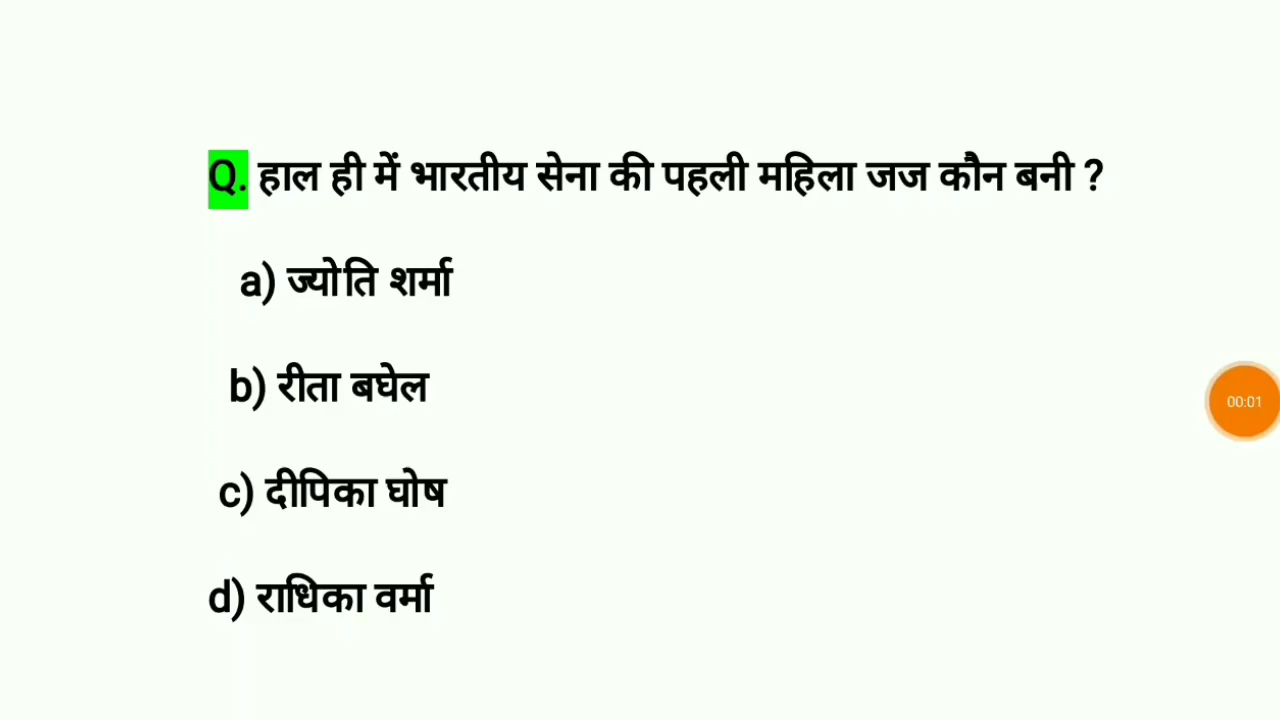 Q. हाल ही में भारतीय सेना की पहली महिला जज कौन बनी ?
a) ज्योति शर्मा
b) रीता बघेल
00:01
c) दीपिका घोष
d) राधिका वर्मा